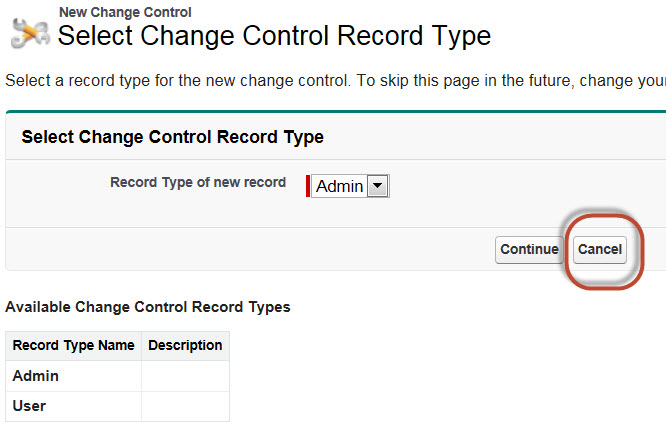 New Change Control
Select Change Control Record Type
Select a record type for the new change control. To skip this page in the future, change your
Select Change Control Record Type
Record Type of new record Admin
Continue Cancel
Available Change Control Record Types
Record Type Name Description
Admin
User